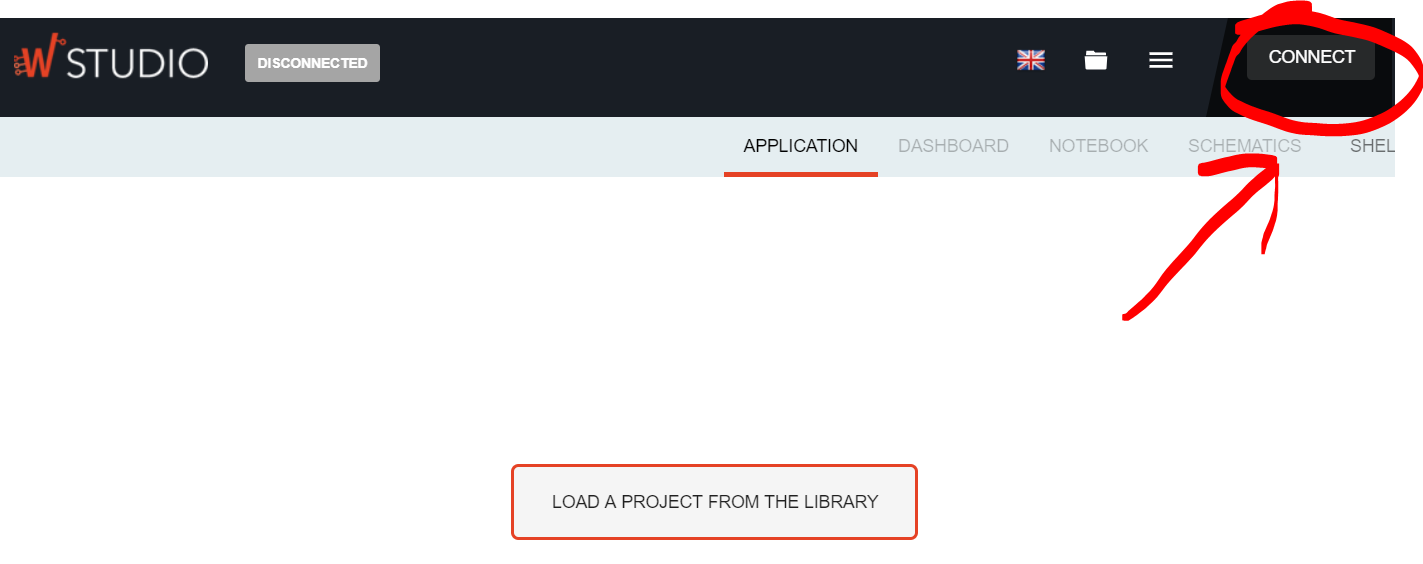 W STUDIO
DISCONNECTED
CONNECT
APPLICATION DASHBOARD NOTEBOOK SCHEMATICS SHEL
LOAD A PROJECT FROM THE LIBRARY